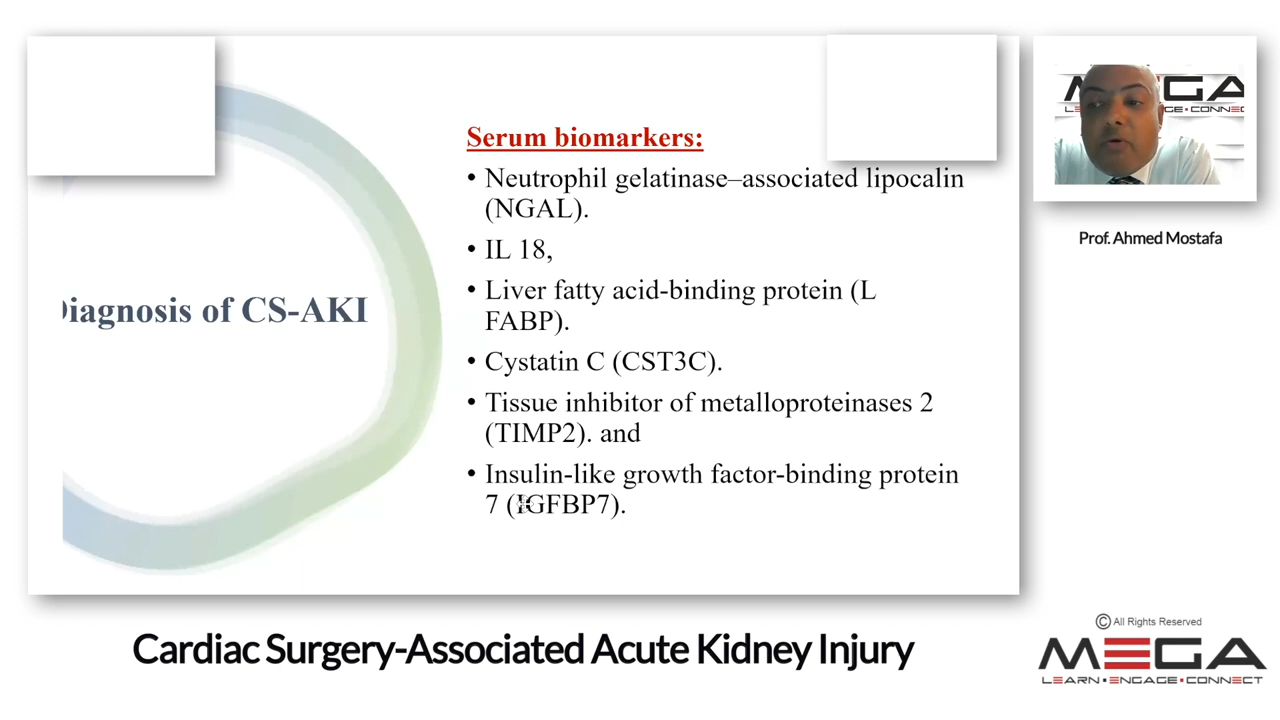 Serum biomarkers:
• Neutrophil gelatinase–associated lipocalin
(NGAL).
• IL 18,
• Liver fatty acid-binding protein (L
FABP).
• Cystatin C (CST3C).
• Tissue inhibitor of metalloproteinases 2
(TIMP2). and
• Insulin-like growth factor-binding protein
7 (IGFBP7).
iagnosis of CS-AKI
Prof. Ahmed Mostafa
Cardiac Surgery-Associated Acute Kidney Injury
© All Rights Reserved
MEGA
LEARN • ENGAGE • CONNECT